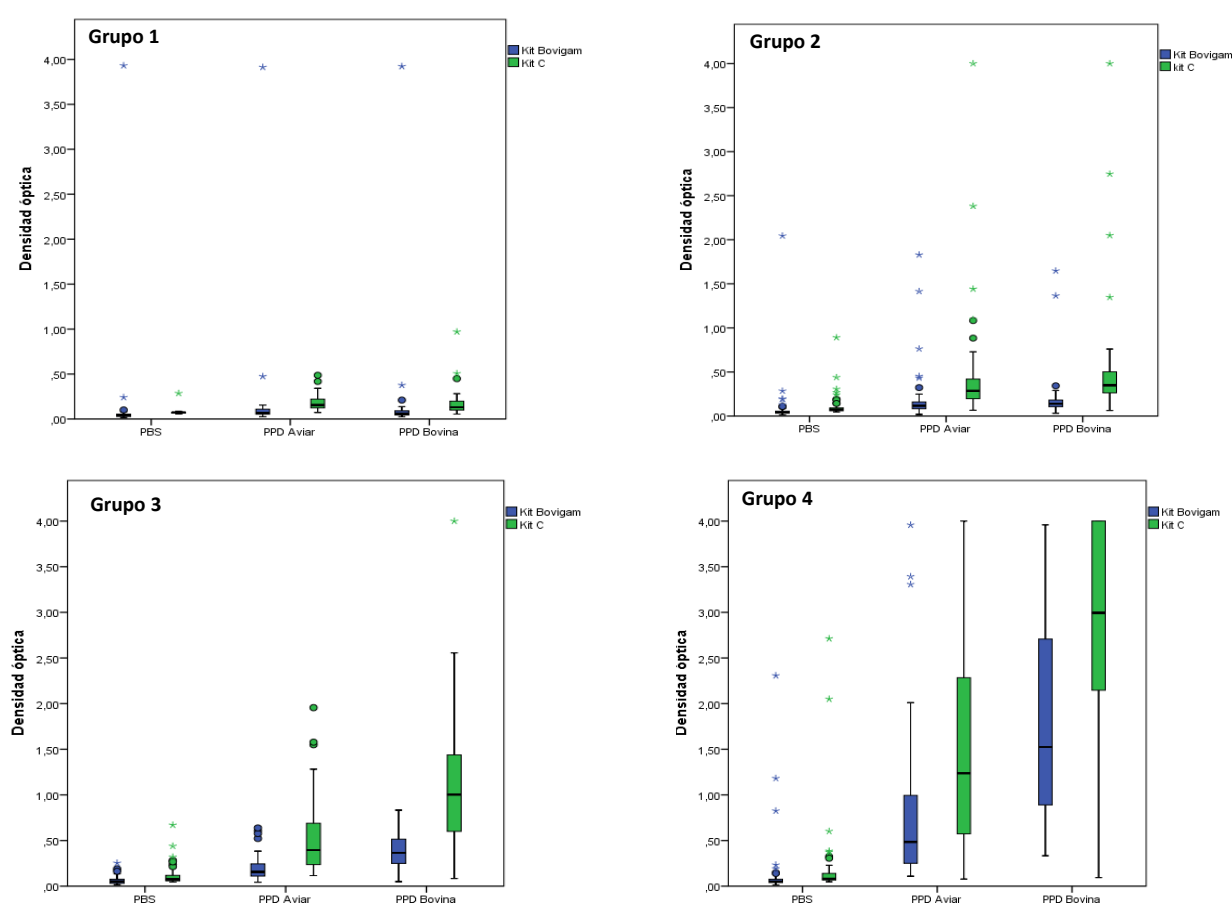 Grupo 1
Kit Bovigam
Kit C
4,00
3,50
3,00
2,50
2,00
1,50
1,00
,50
,00
Densidad óptica
PBS
PPD Aviar
PPD Bovina
Grupo 2
Kit Bovigam
kit C
4,00
3,50
3,00
2,50
2,00
1,50
1,00
,50
,00
Densidad óptica
PBS
PPD Aviar
PPD Bovina
Grupo 3
Kit Bovigam
Kit C
4,00
3,50
3,00
2,50
2,00
1,50
1,00
,50
,00
Densidad óptica
PBS
PPD Aviar
PPD Bovina
Grupo 4
Kit Bovigam
Kit C
4,00
3,50
3,00
2,50
2,00
1,50
1,00
,50
,00
Densidad óptica
PBS
PPD Aviar
PPD Bovina